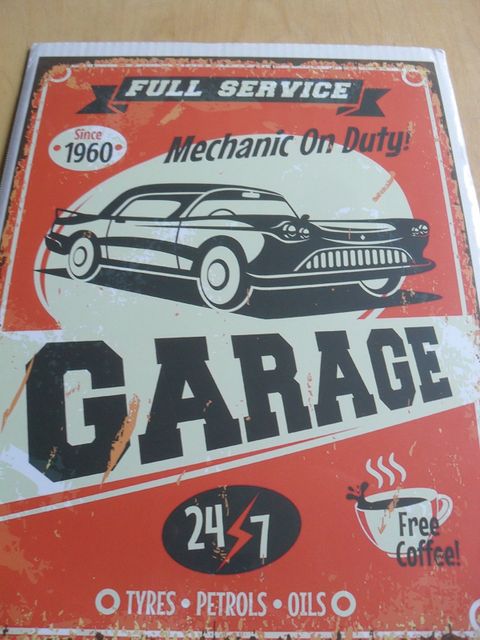 FULL SERVICE
Since
1960
Mechanic On Duty!
GARAGE
24 7
Free
Coffee!
TYRES • PETROLS • OILS